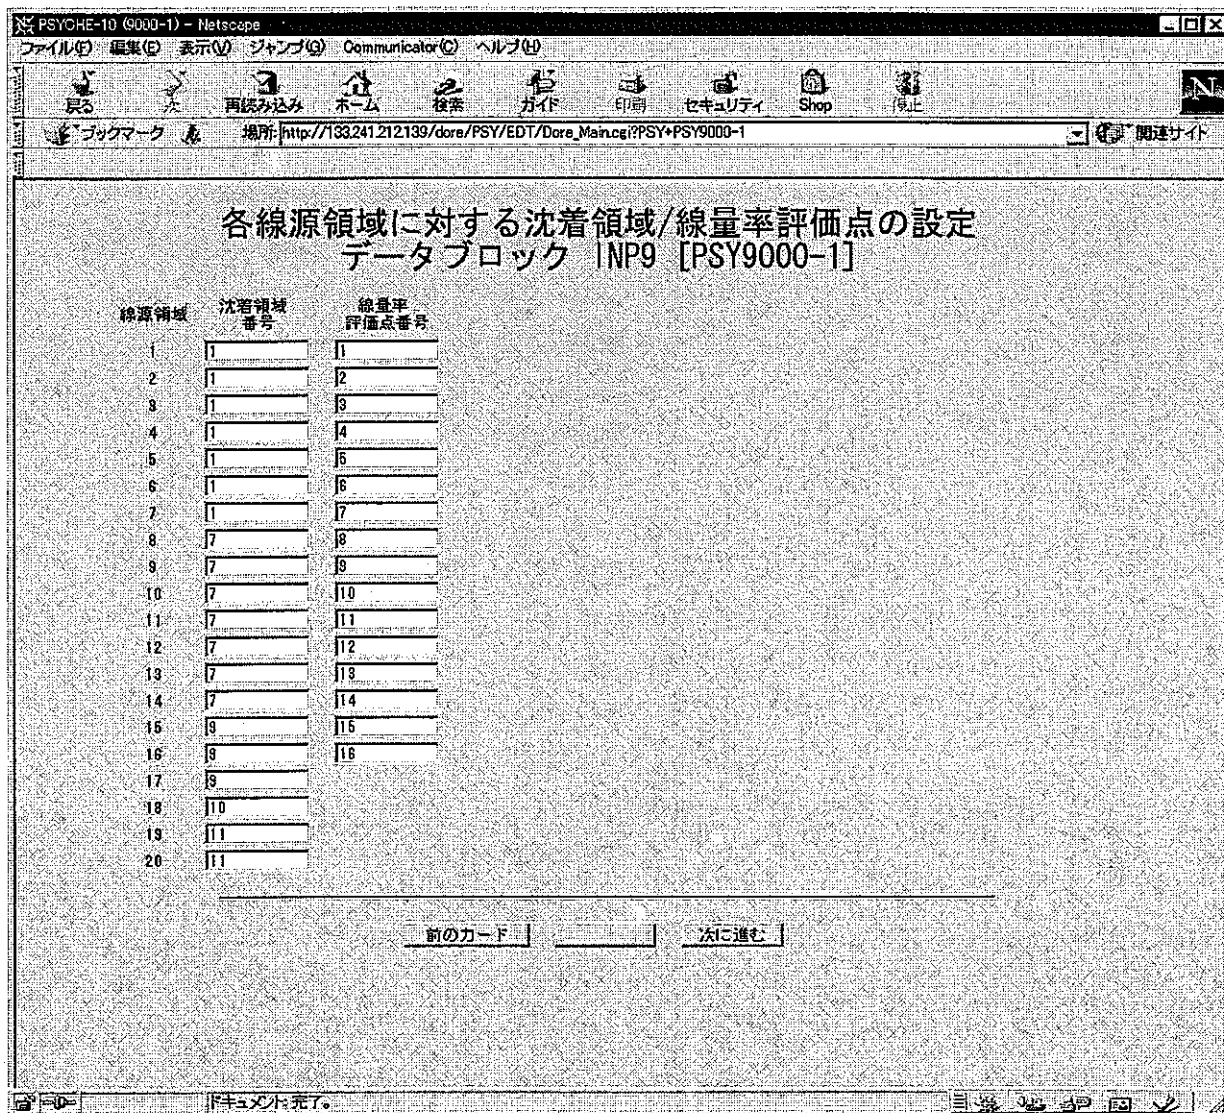 PSYCHE-10 (9000-1) - Netscape
ファイル(F) 編集(E) 表示(V) ジャンプ(G) Communicator(C) ヘルプ(H)
戻る 次 再読み込み ホーム 検索 ガイド 印刷 セキュリティ Shop 停止
ブックマーク 場所: http://133.241.212.139/dore/PSY/EDT/Dore_Main.cgi?PSY+PSY9000-1 関連サイト
各線源領域に対する沈着領域/線量率評価点の設定
データブロック INP9 [PSY9000-1]
線源領域 沈着領域番号 線量率評価点番号
1 1 1
2 1 2
3 1 3
4 1 4
5 1 5
6 1 6
7 1 7
8 7 8
9 7 9
10 7 10
11 7 11
12 7 12
13 7 13
14 7 14
15 9 15
16 9 16
17 9
18 10
19 11
20 11
前のカード 次に進む
ドキュメント: 完了。